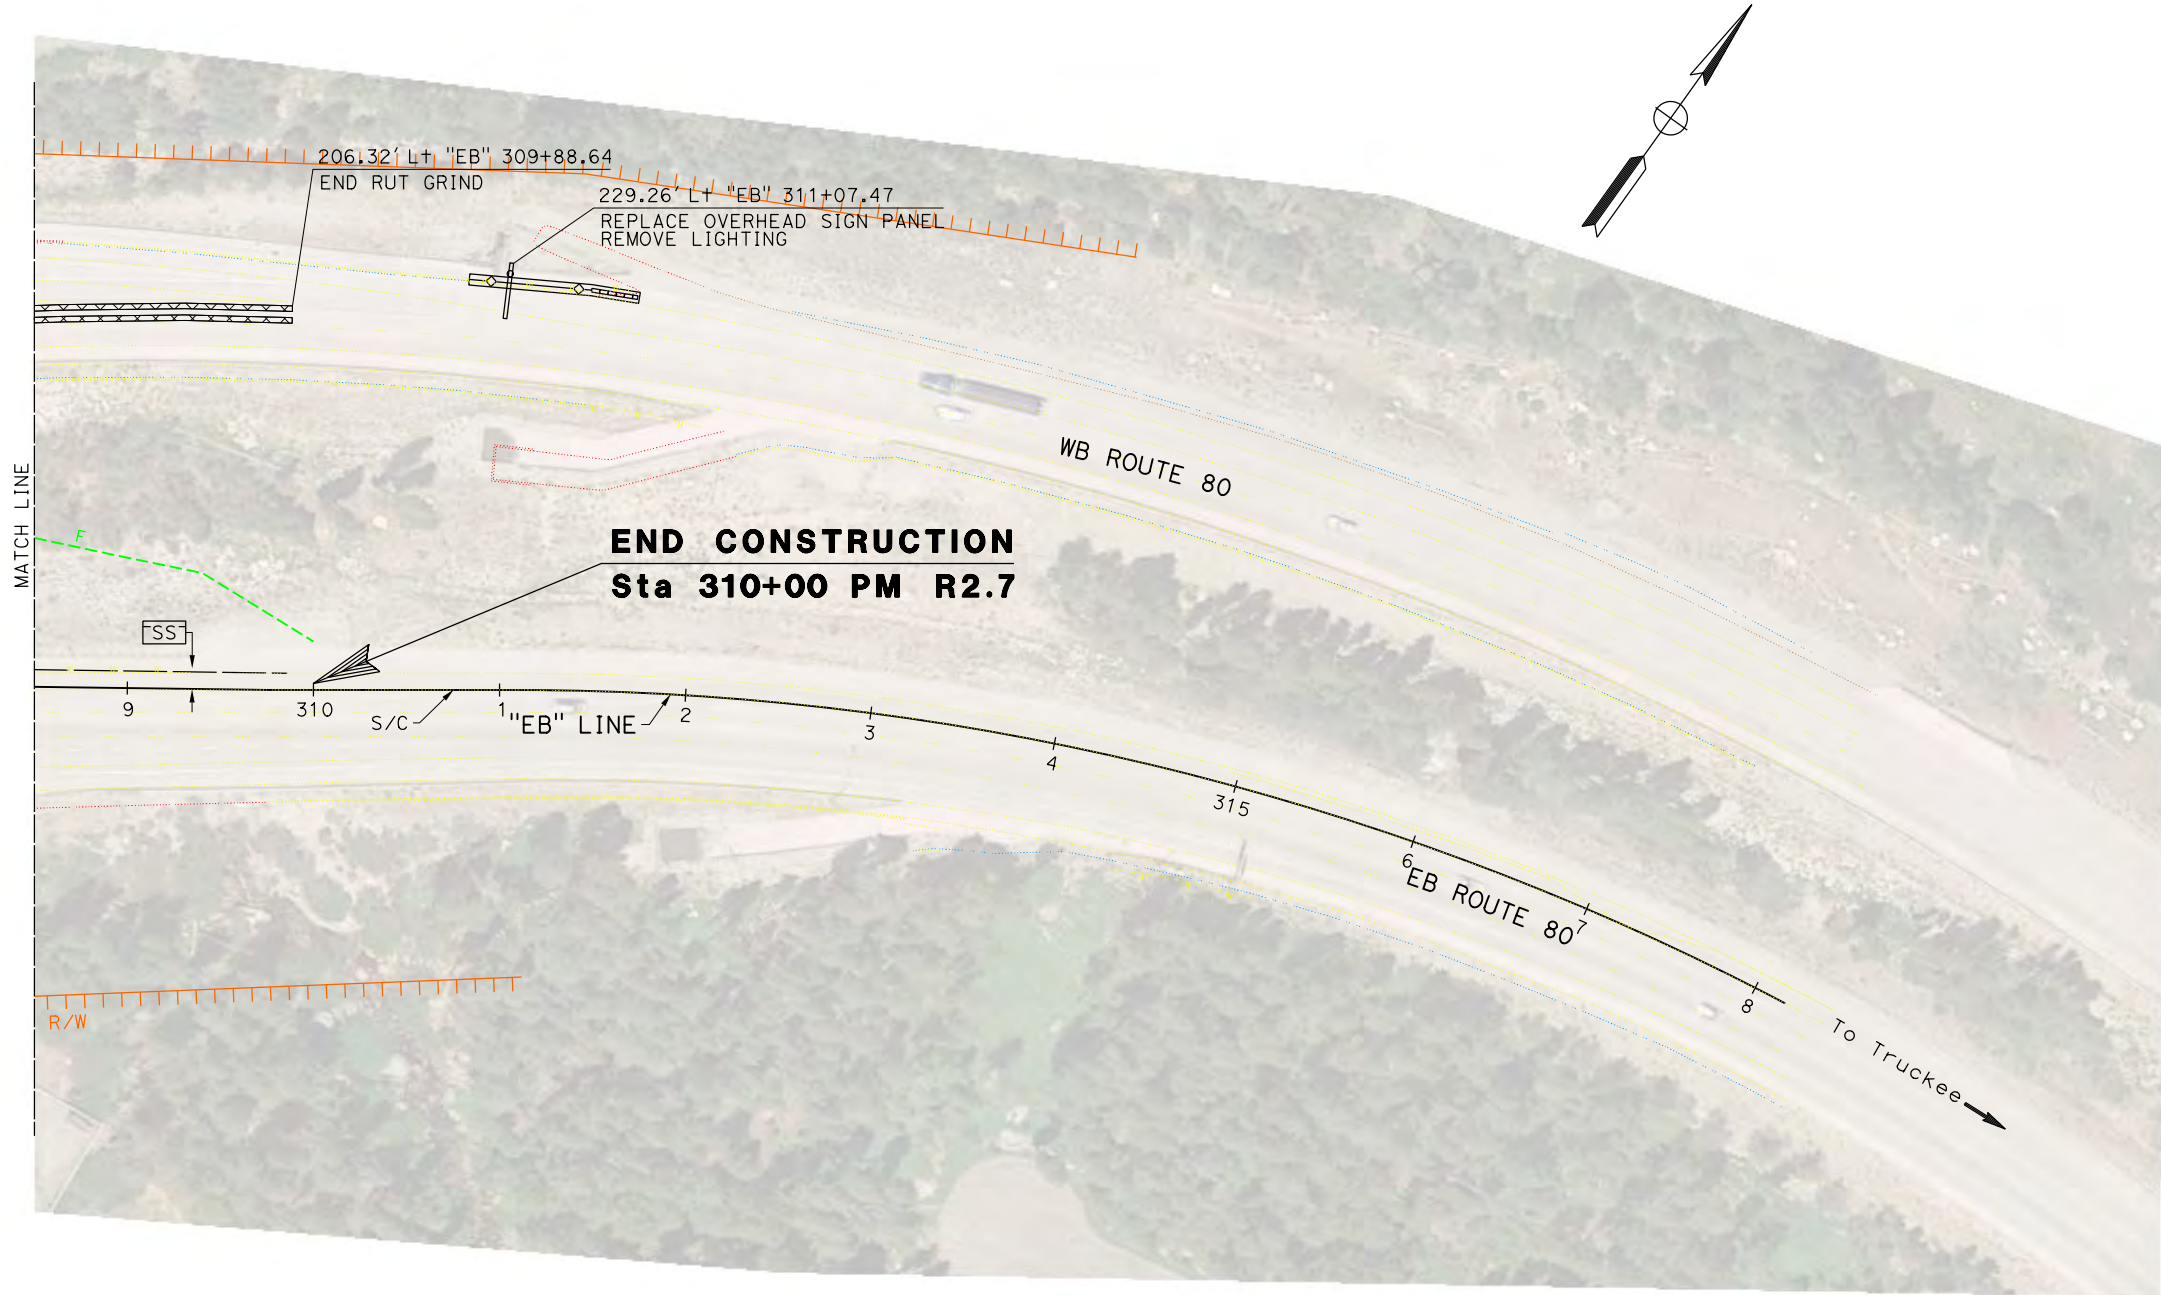 206.32' Lt "EB" 309+88.64
END RUT GRIND
229.26' Lt "EB" 311+07.47
REPLACE OVERHEAD SIGN PANEL
REMOVE LIGHTING
WB ROUTE 80
MATCH LINE
F
END CONSTRUCTION
Sta 310+00 PM R2.7
SS
9
310
S/C
1
"EB" LINE
2
3
4
315
6
EB ROUTE 80
7
8
R/W
To Truckee